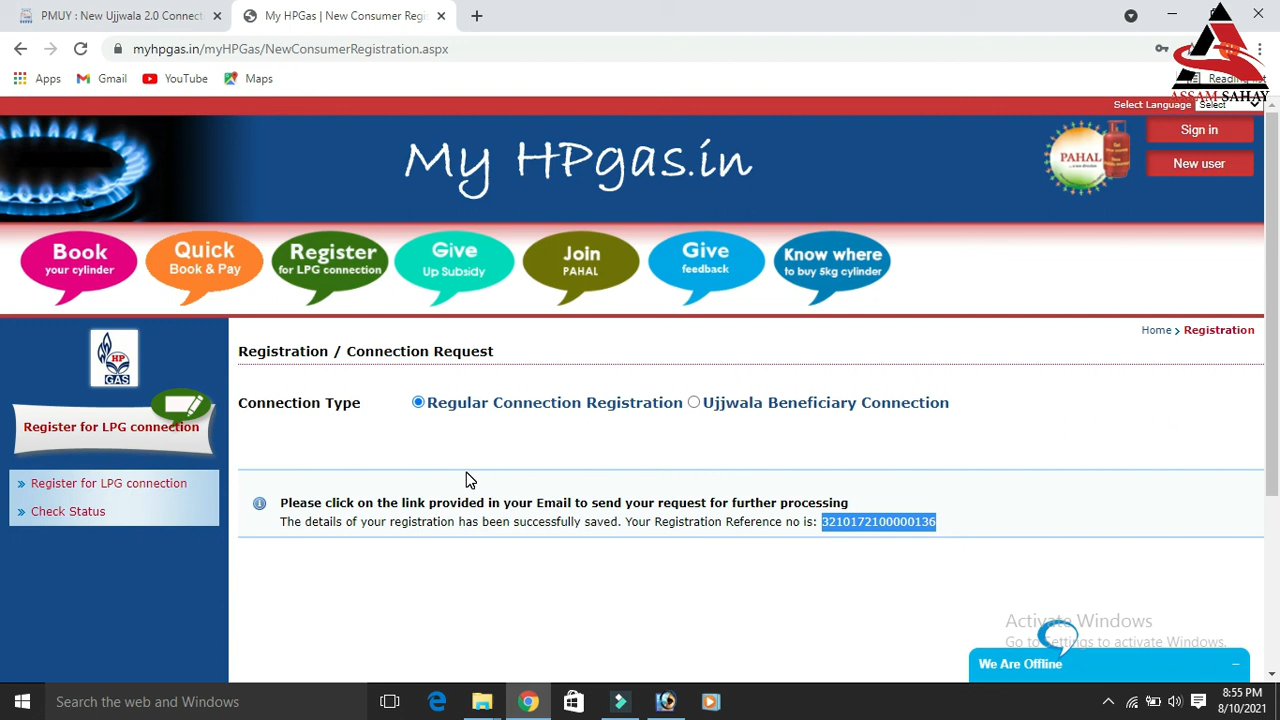 PMUY : New Ujjwala 2.0 Connect
My HPGas | New Consumer Regi
myhpgas.in/myHPGas/NewConsumerRegistration.aspx
Apps Gmail YouTube Maps Reading list
ASSAM SAHAY
Select Language Select
My HPgas.in
PAHAL
Sign in
New user
Book your cylinder
Quick Book & Pay
Register for LPG connection
Give Up Subsidy
Join PAHAL
Give feedback
Know where to buy 5kg cylinder
HP GAS
Home > Registration
Registration / Connection Request
Connection Type Regular Connection Registration Ujjwala Beneficiary Connection
Register for LPG connection
» Register for LPG connection
» Check Status
Please click on the link provided in your Email to send your request for further processing
The details of your registration has been successfully saved. Your Registration Reference no is: 3210172100000136
Activate Windows
Go to Settings to activate Windows.
We Are Offline
Search the web and Windows
8:55 PM
8/10/2021